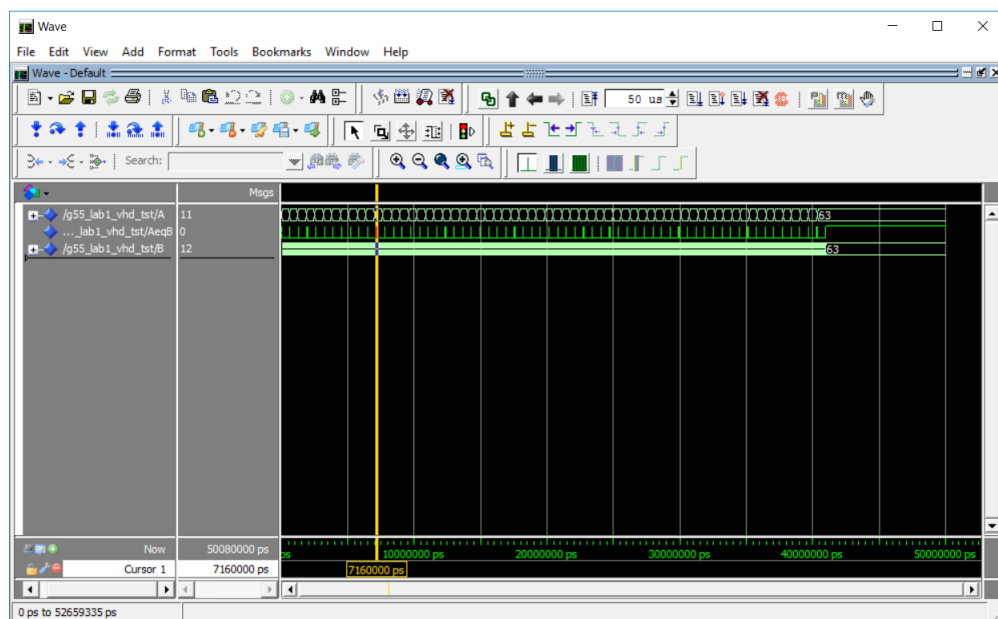 Wave
File Edit View Add Format Tools Bookmarks Window Help
Wave - Default
50 us
Search:
Msgs
/g55_lab1_vhd_tst/A 11 63
..._lab1_vhd_tst/AeqB 0
/g55_lab1_vhd_tst/B 12 63
Now 50080000 ps ps 10000000 ps 20000000 ps 30000000 ps 40000000 ps 50000000 ps
Cursor 1 7160000 ps 7160000 ps
0 ps to 52659335 ps